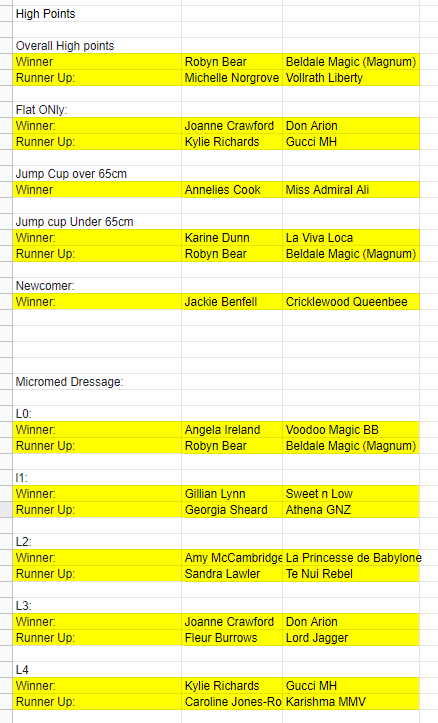 High Points
Overall High points
Winner Robyn Bear Beldale Magic (Magnum)
Runner Up: Michelle Norgrove Vollrath Liberty
Flat ONly:
Winner: Joanne Crawford Don Arion
Runner Up: Kylie Richards Gucci MH
Jump Cup over 65cm
Winner Annelies Cook Miss Admiral Ali
Jump cup Under 65cm
Winner: Karine Dunn La Viva Loca
Runner Up: Robyn Bear Beldale Magic (Magnum)
Newcomer:
Winner: Jackie Benfell Cricklewood Queenbee
Micromed Dressage:
L0:
Winner: Angela Ireland Voodoo Magic BB
Runner Up: Robyn Bear Beldale Magic (Magnum)
l1:
Winner: Gillian Lynn Sweet n Low
Runner Up: Georgia Sheard Athena GNZ
L2:
Winner: Amy McCambridge La Princesse de Babylone
Runner Up: Sandra Lawler Te Nui Rebel
L3:
Winner: Joanne Crawford Don Arion
Runner Up: Fleur Burrows Lord Jagger
L4
Winner: Kylie Richards Gucci MH
Runner Up: Caroline Jones-Ro Karishma MMV